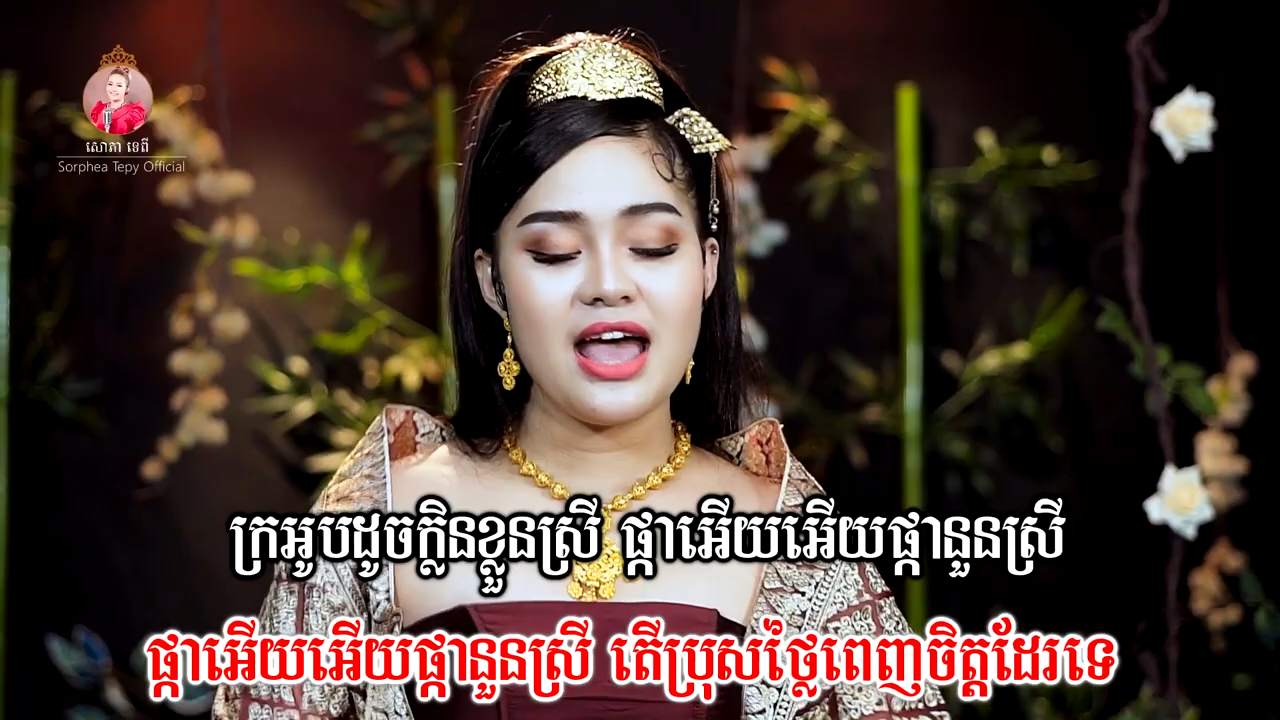 សោភា ទេពី
Sorphea Tepy Official
ក្រអូបដូចក្លិនខ្លួនស្រី ផ្កាអើយអើយផ្កានួនស្រី
ផ្កាអើយអើយផ្កានួនស្រី តើប្រុសថ្លៃពេញចិត្តដែរទេ